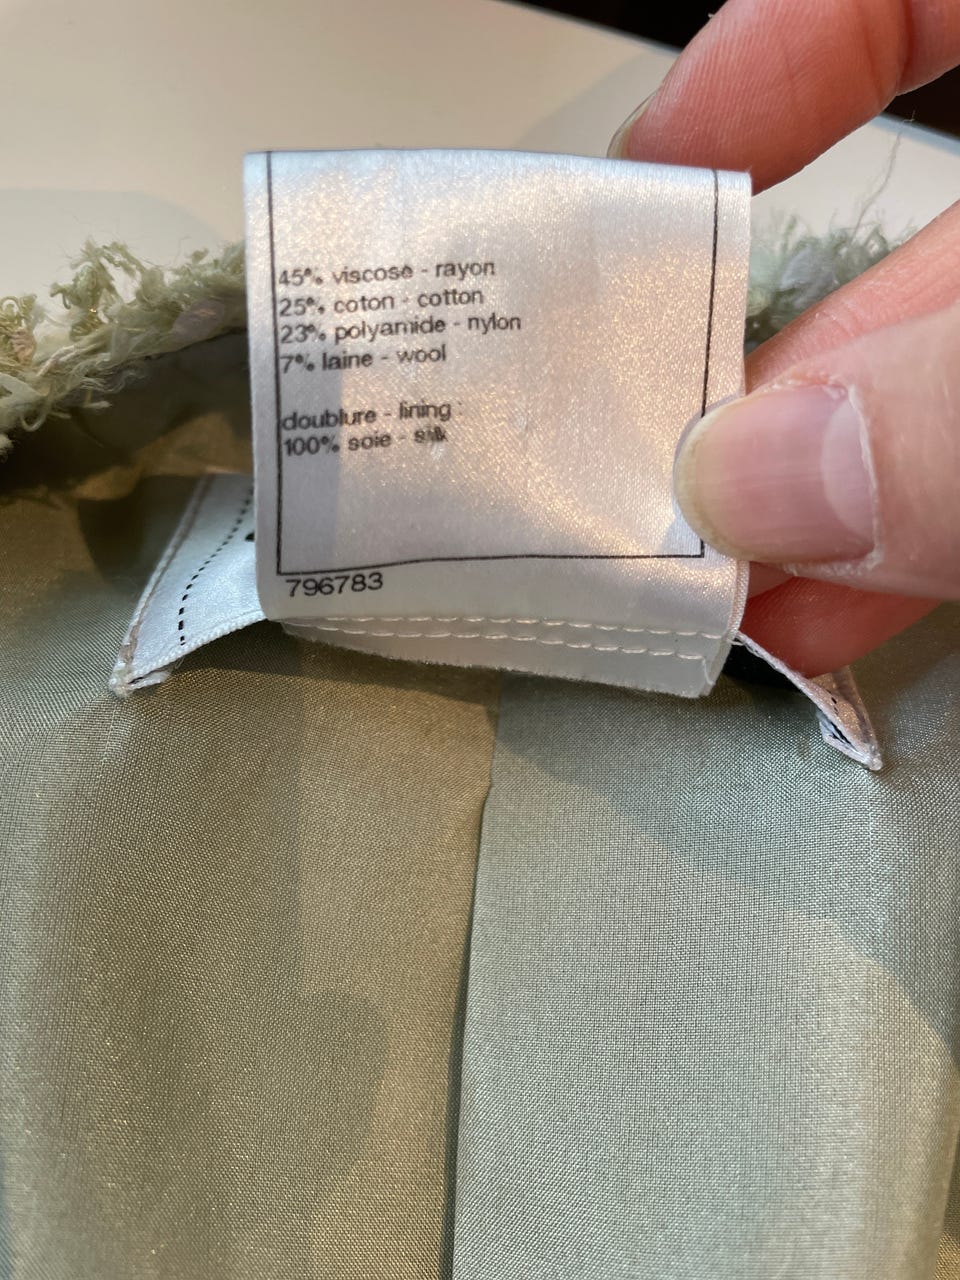 45% viscose - rayon
25% coton - cotton
23% polyamide - nylon
7% laine - wool
doublure - lining :
100% soie - silk
796783